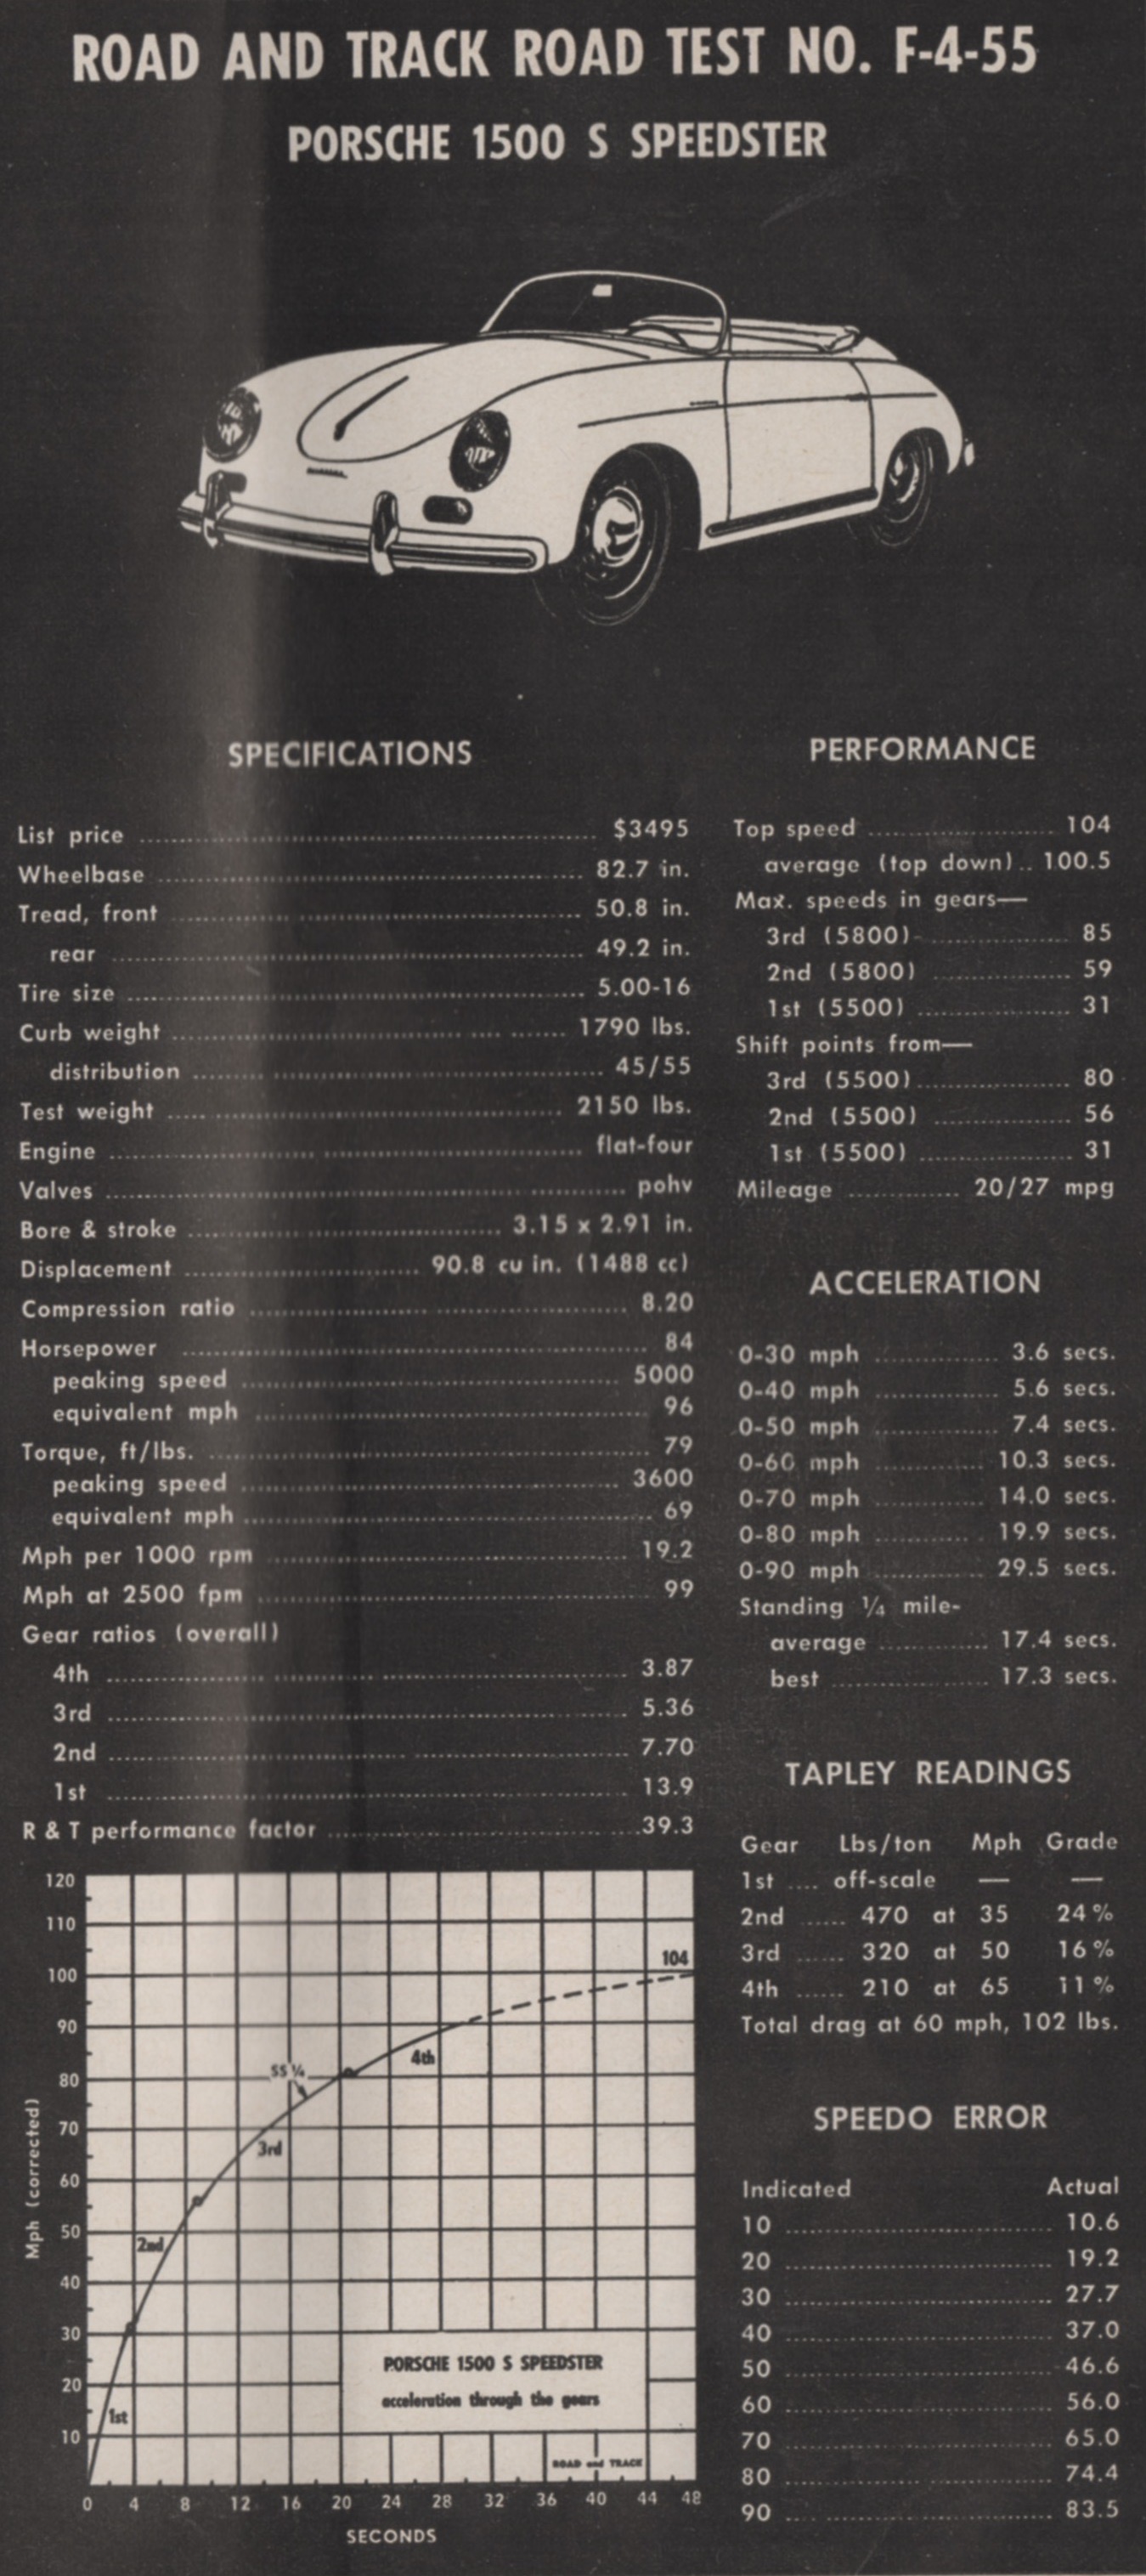 ROAD AND TRACK ROAD TEST NO. F-4-55
PORSCHE 1500 S SPEEDSTER
SPECIFICATIONS
List price $3495
Wheelbase 82.7 in.
Tread, front 50.8 in.
rear 49.2 in.
Tire size 5.00-16
Curb weight 1790 lbs.
distribution 45/55
Test weight 2150 lbs.
Engine flat-four
Valves pohv
Bore & stroke 3.15 x 2.91 in.
Displacement 90.8 cu in. (1488 cc)
Compression ratio 8.20
Horsepower 84
peaking speed 5000
equivalent mph 96
Torque, ft/lbs. 79
peaking speed 3600
equivalent mph 69
Mph per 1000 rpm 19.2
Mph at 2500 fpm 99
Gear ratios (overall)
4th 3.87
3rd 5.36
2nd 7.70
1st 13.9
R & T performance factor 39.3
PERFORMANCE
Top speed 104
average (top down) 100.5
Max. speeds in gears—
3rd (5800) 85
2nd (5800) 59
1st (5500) 31
Shift points from—
3rd (5500) 80
2nd (5500) 56
1st (5500) 31
Mileage 20/27 mpg
ACCELERATION
0-30 mph 3.6 secs.
0-40 mph 5.6 secs.
0-50 mph 7.4 secs.
0-60 mph 10.3 secs.
0-70 mph 14.0 secs.
0-80 mph 19.9 secs.
0-90 mph 29.5 secs.
Standing ¼ mile-
average 17.4 secs.
best 17.3 secs.
TAPLEY READINGS
Gear Lbs/ton Mph Grade
1st off-scale — —
2nd 470 at 35 24%
3rd 320 at 50 16%
4th 210 at 65 11%
Total drag at 60 mph, 102 lbs.
SPEEDO ERROR
Indicated Actual
10 10.6
20 19.2
30 27.7
40 37.0
50 46.6
60 56.0
70 65.0
80 74.4
90 83.5
120
110
100
90
80
70
60
50
40
30
20
10
Mph (corrected)
104
4th
SS ¼
3rd
2nd
1st
PORSCHE 1500 S SPEEDSTER
acceleration through the gears
ROAD and TRACK
0 4 8 12 16 20 24 28 32 36 40 44 48
SECONDS